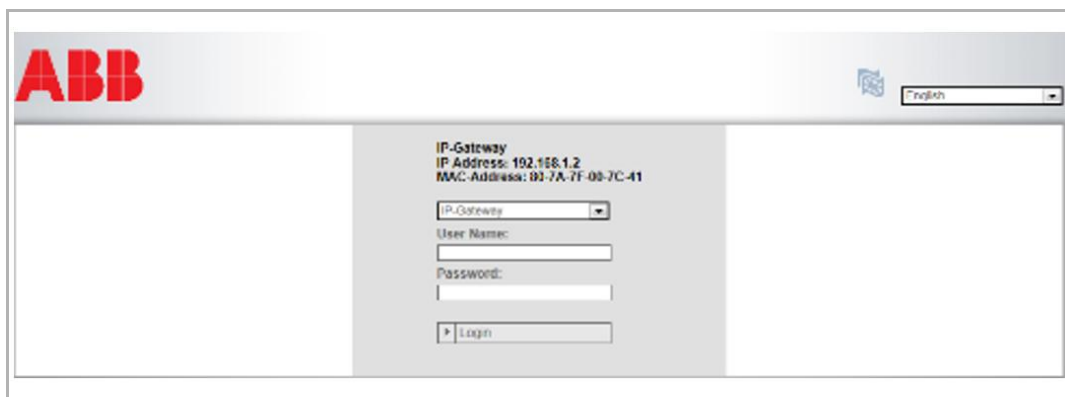 ABB
English
IP-Gateway
IP Address: 192.168.1.2
MAC-Address: 80-7A-7F-00-7C-41
IP-Gateway
User Name:
Password:
Login